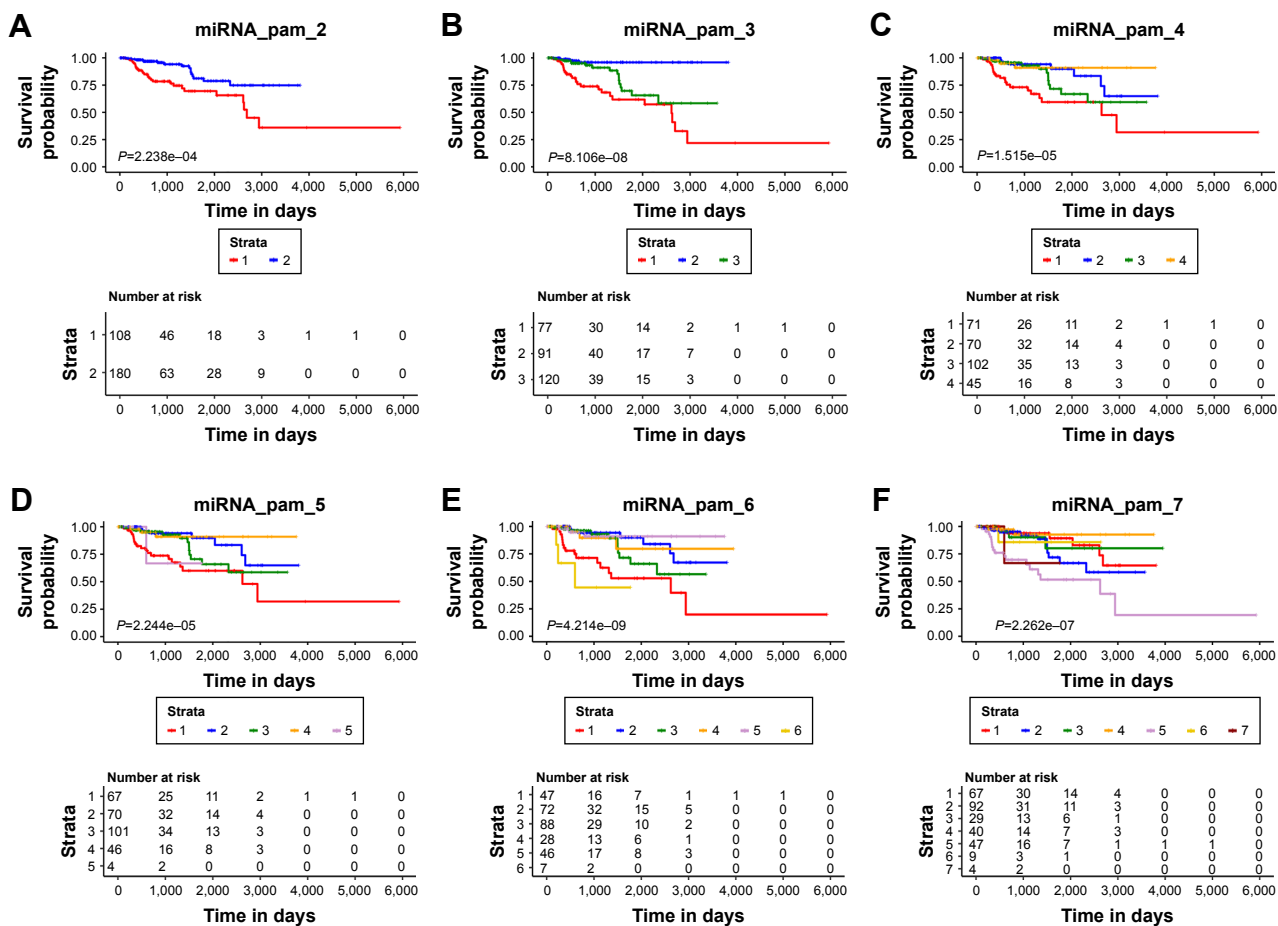 A
miRNA_pam_2
Survival probability
1.00
0.75
0.50
0.25
0.00
P=2.238e–04
0 1,000 2,000 3,000 4,000 5,000 6,000
Time in days
Strata
1 2
Number at risk
Strata
1 108 46 18 3 1 1 0
2 180 63 28 9 0 0 0
0 1,000 2,000 3,000 4,000 5,000 6,000
Time in days
B
miRNA_pam_3
Survival probability
1.00
0.75
0.50
0.25
0.00
P=8.106e–08
0 1,000 2,000 3,000 4,000 5,000 6,000
Time in days
Strata
1 2 3
Number at risk
Strata
1 77 30 14 2 1 1 0
2 91 40 17 7 0 0 0
3 120 39 15 3 0 0 0
0 1,000 2,000 3,000 4,000 5,000 6,000
Time in days
C
miRNA_pam_4
Survival probability
1.00
0.75
0.50
0.25
0.00
P=1.515e–05
0 1,000 2,000 3,000 4,000 5,000 6,000
Time in days
Strata
1 2 3 4
Number at risk
Strata
1 71 26 11 2 1 1 0
2 70 32 14 4 0 0 0
3 102 35 13 3 0 0 0
4 45 16 8 3 0 0 0
0 1,000 2,000 3,000 4,000 5,000 6,000
Time in days
D
miRNA_pam_5
Survival probability
1.00
0.75
0.50
0.25
0.00
P=2.244e–05
0 1,000 2,000 3,000 4,000 5,000 6,000
Time in days
Strata
1 2 3 4 5
Number at risk
Strata
1 67 25 11 2 1 1 0
2 70 32 14 4 0 0 0
3 101 34 13 3 0 0 0
4 46 16 8 3 0 0 0
5 4 2 0 0 0 0 0
0 1,000 2,000 3,000 4,000 5,000 6,000
Time in days
E
miRNA_pam_6
Survival probability
1.00
0.75
0.50
0.25
0.00
P=4.214e–09
0 1,000 2,000 3,000 4,000 5,000 6,000
Time in days
Strata
1 2 3 4 5 6
Number at risk
Strata
1 47 16 7 1 1 1 0
2 72 32 15 5 0 0 0
3 88 29 10 2 0 0 0
4 28 13 6 1 0 0 0
5 46 17 8 3 0 0 0
6 7 2 0 0 0 0 0
0 1,000 2,000 3,000 4,000 5,000 6,000
Time in days
F
miRNA_pam_7
Survival probability
1.00
0.75
0.50
0.25
0.00
P=2.262e–07
0 1,000 2,000 3,000 4,000 5,000 6,000
Time in days
Strata
1 2 3 4 5 6 7
Number at risk
Strata
1 67 30 14 4 0 0 0
2 92 31 11 3 0 0 0
3 29 13 6 1 0 0 0
4 40 14 7 3 0 0 0
5 47 16 7 1 1 1 0
6 9 3 1 0 0 0 0
7 4 2 0 0 0 0 0
0 1,000 2,000 3,000 4,000 5,000 6,000
Time in days